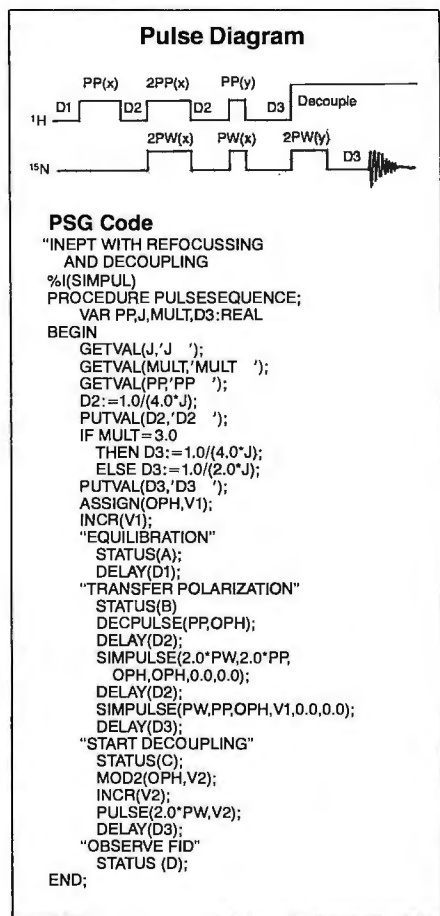 Pulse Diagram
PP(x) 2PP(x) PP(y)
D1 D2 D2 D3 Decouple
¹H
2PW(x) PW(x) 2PW(y)
D3
¹⁵N
PSG Code
"INEPT WITH REFOCUSSING
AND DECOUPLING
%I(SIMPUL)
PROCEDURE PULSESEQUENCE;
VAR PP,J,MULT,D3:REAL
BEGIN
GETVAL(J,'J ');
GETVAL(MULT,'MULT ');
GETVAL(PP,'PP ');
D2:=1.0/(4.0*J);
PUTVAL(D2,'D2 ');
IF MULT=3.0
THEN D3:=1.0/(4.0*J);
ELSE D3:=1.0/(2.0*J);
PUTVAL(D3,'D3 ');
ASSIGN(OPH,V1);
INCR(V1);
"EQUILIBRATION"
STATUS(A);
DELAY(D1);
"TRANSFER POLARIZATION"
STATUS(B)
DECPULSE(PP,OPH);
DELAY(D2);
SIMPULSE(2.0*PW,2.0*PP,
OPH,OPH,0.0,0.0);
DELAY(D2);
SIMPULSE(PW,PP,OPH,V1,0.0,0.0);
DELAY(D3);
"START DECOUPLING"
STATUS(C);
MOD2(OPH,V2);
INCR(V2);
PULSE(2.0*PW,V2);
DELAY(D3);
"OBSERVE FID"
STATUS (D);
END;